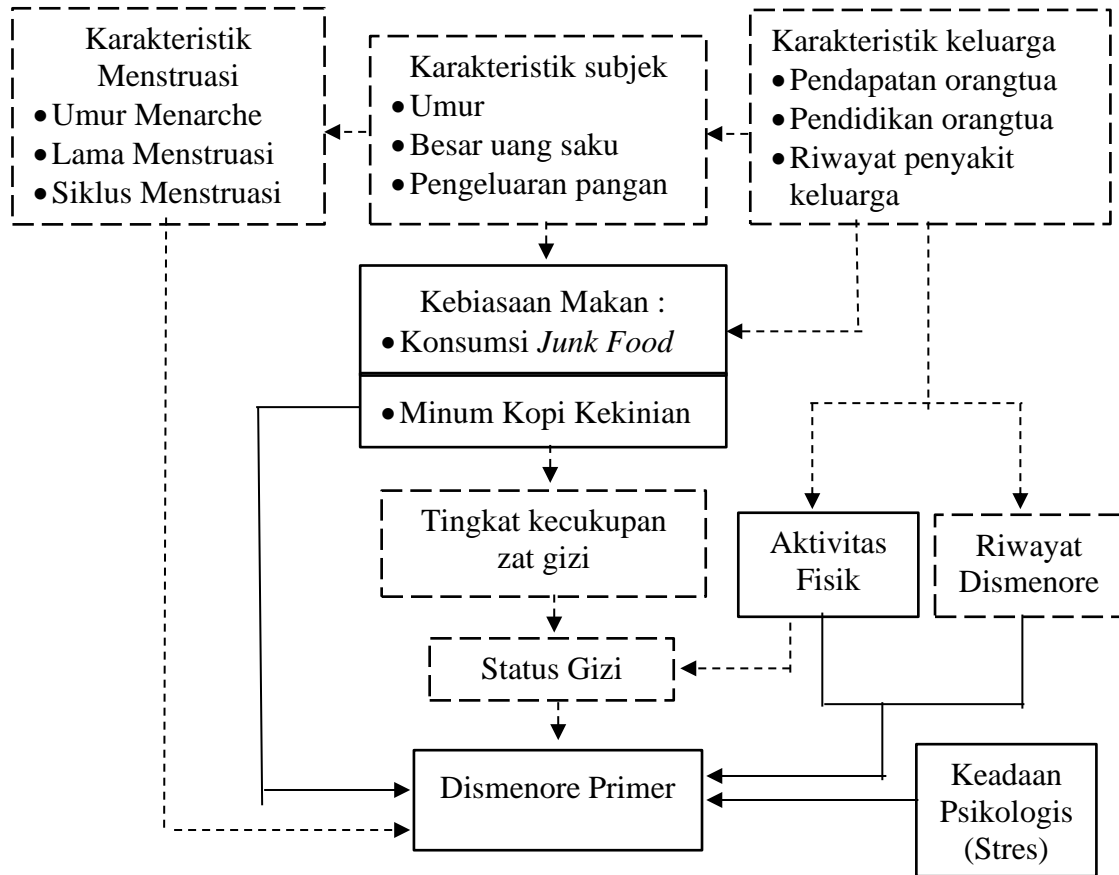 Karakteristik
Menstruasi
• Umur Menarche
• Lama Menstruasi
• Siklus Menstruasi
Karakteristik subjek
• Umur
• Besar uang saku
• Pengeluaran pangan
Karakteristik keluarga
• Pendapatan orangtua
• Pendidikan orangtua
• Riwayat penyakit
keluarga
Kebiasaan Makan :
• Konsumsi Junk Food
• Minum Kopi Kekinian
Tingkat kecukupan
zat gizi
Aktivitas
Fisik
Riwayat
Dismenore
Status Gizi
Dismenore Primer
Keadaan
Psikologis
(Stres)